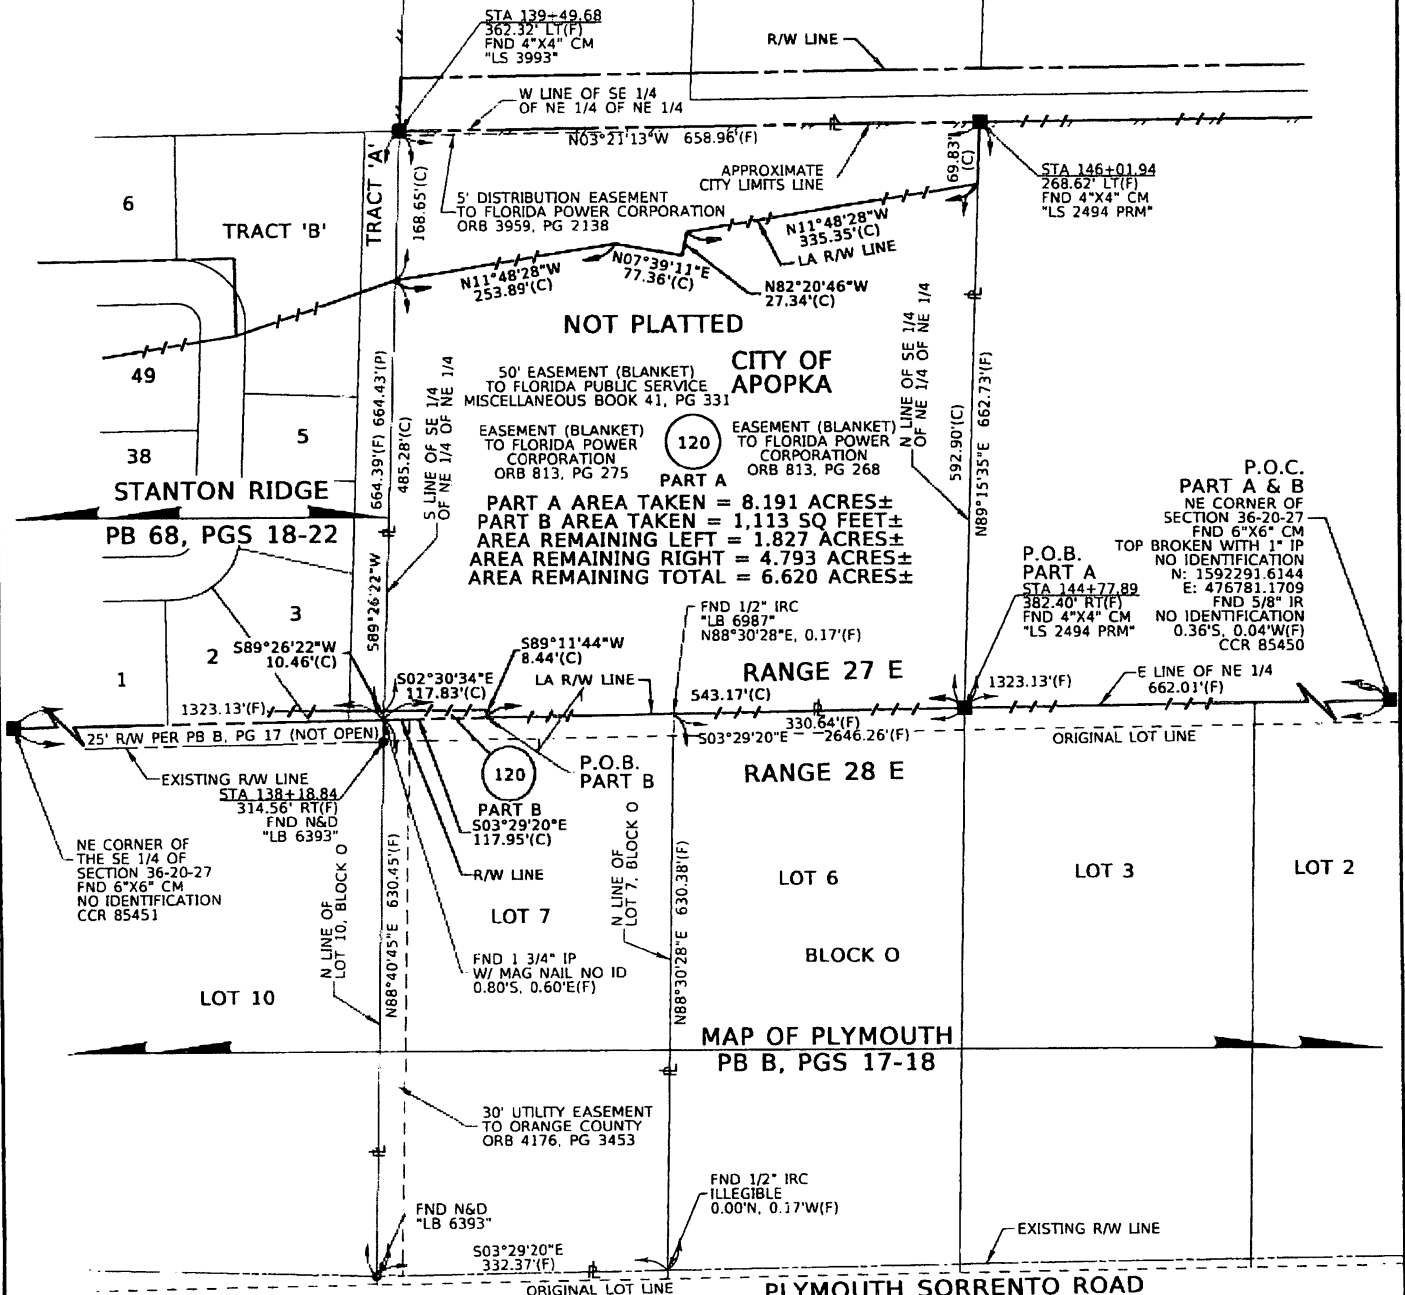 STA 139+49.68
362.32' LT(F)
FND 4"X4" CM
"LS 3993"
R/W LINE
W LINE OF SE 1/4
OF NE 1/4 OF NE 1/4
N03°21'13"W 658.96'(F)
APPROXIMATE
CITY LIMITS LINE
69.83'
(C)
STA 146+01.94
268.62' LT(F)
FND 4"X4" CM
"LS 2494 PRM"
6
TRACT 'B'
TRACT 'A'
168.65'(C)
5' DISTRIBUTION EASEMENT
TO FLORIDA POWER CORPORATION
ORB 3959, PG 2138
N11°48'28"W
335.35'(C)
LA R/W LINE
N11°48'28"W
253.89'(C)
N07°39'11"E
77.36'(C)
N82°20'46"W
27.34'(C)
NOT PLATTED
CITY OF
APOPKA
N LINE OF SE 1/4
OF NE 1/4 OF NE 1/4
49
5
38
664.39'(F) 664.43'(P)
485.28'(C)
S LINE OF SE 1/4
OF NE 1/4 OF NE 1/4
50' EASEMENT (BLANKET)
TO FLORIDA PUBLIC SERVICE
MISCELLANEOUS BOOK 41, PG 331
EASEMENT (BLANKET)
TO FLORIDA POWER
CORPORATION
ORB 813, PG 275
120
PART A
EASEMENT (BLANKET)
TO FLORIDA POWER
CORPORATION
ORB 813, PG 268
592.90'(C)
N89°15'35"E 662.73'(F)
STANTON RIDGE
PB 68, PGS 18-22
PART A AREA TAKEN = 8.191 ACRES±
PART B AREA TAKEN = 1,113 SQ FEET±
AREA REMAINING LEFT = 1.827 ACRES±
AREA REMAINING RIGHT = 4.793 ACRES±
AREA REMAINING TOTAL = 6.620 ACRES±
P.O.C.
PART A & B
NE CORNER OF
SECTION 36-20-27
FND 6"X6" CM
TOP BROKEN WITH 1" IP
NO IDENTIFICATION
N: 1592291.6144
E: 476781.1709
FND 5/8" IR
NO IDENTIFICATION
0.36'S, 0.04'W(F)
CCR 85450
P.O.B.
PART A
STA 144+77.89
382.40' RT(F)
FND 4"X4" CM
"LS 2494 PRM"
S89°26'22"W
3
2
1
S89°26'22"W
10.46'(C)
S02°30'34"E
117.83'(C)
S89°11'44"W
8.44'(C)
LA R/W LINE
FND 1/2" IRC
"LB 6987"
N88°30'28"E, 0.17'(F)
RANGE 27 E
543.17'(C)
1323.13'(F)
E LINE OF NE 1/4
662.01'(F)
1323.13'(F)
25' R/W PER PB B, PG 17 (NOT OPEN)
330.64'(F)
S03°29'20"E 2646.26'(F)
ORIGINAL LOT LINE
RANGE 28 E
EXISTING R/W LINE
STA 138+18.84
314.56' RT(F)
FND N&D
"LB 6393"
120
PART B
P.O.B.
PART B
S03°29'20"E
117.95'(C)
R/W LINE
NE CORNER OF
THE SE 1/4 OF
SECTION 36-20-27
FND 6"X6" CM
NO IDENTIFICATION
CCR 85451
N LINE OF
LOT 10, BLOCK O
N88°40'45"E 630.45'(F)
N LINE OF
LOT 7, BLOCK O
N88°30'28"E 630.38'(F)
LOT 6
LOT 3
LOT 2
LOT 7
BLOCK O
FND 1 3/4" IP
W/ MAG NAIL NO ID
0.80'S, 0.60'E(F)
LOT 10
MAP OF PLYMOUTH
PB B, PGS 17-18
30' UTILITY EASEMENT
TO ORANGE COUNTY
ORB 4176, PG 3453
FND 1/2" IRC
ILLEGIBLE
0.00'N, 0.17'W(F)
FND N&D
"LB 6393"
EXISTING R/W LINE
S03°29'20"E
332.37'(F)
ORIGINAL LOT LINE
PLYMOUTH SORRENTO ROAD